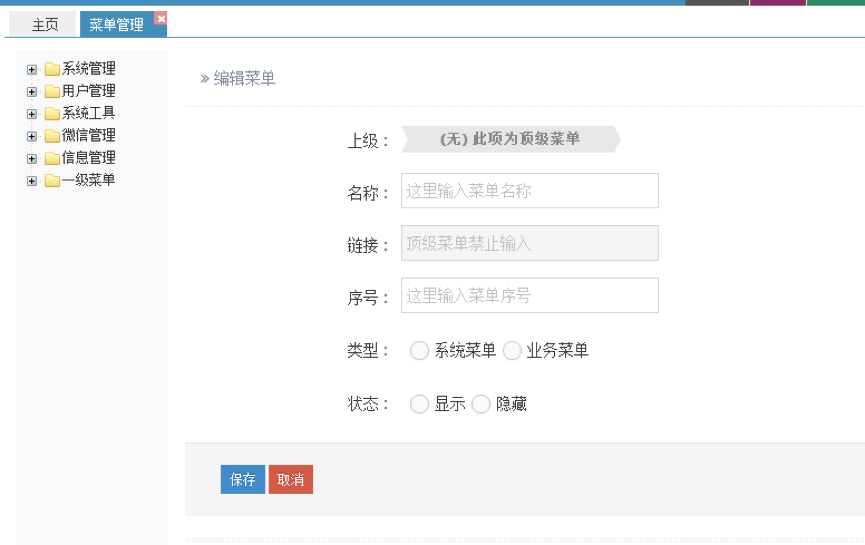 主页 菜单管理
系统管理
用户管理
系统工具
微信管理
信息管理
一级菜单
» 编辑菜单
上级： (无) 此项为顶级菜单
名称： 这里输入菜单名称
链接： 顶级菜单禁止输入
序号： 这里输入菜单序号
类型： 系统菜单 业务菜单
状态： 显示 隐藏
保存 取消